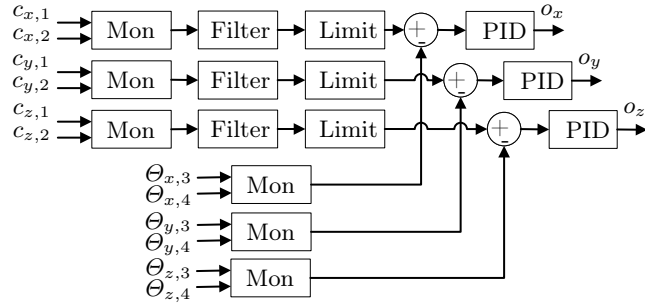 c_{x,1} Mon Filter Limit + - PID o_x
c_{x,2}
c_{y,1} Mon Filter Limit + - PID o_y
c_{y,2}
c_{z,1} Mon Filter Limit + - PID o_z
c_{z,2}
Θ_{x,3} Mon
Θ_{x,4}
Θ_{y,3} Mon
Θ_{y,4}
Θ_{z,3} Mon
Θ_{z,4}